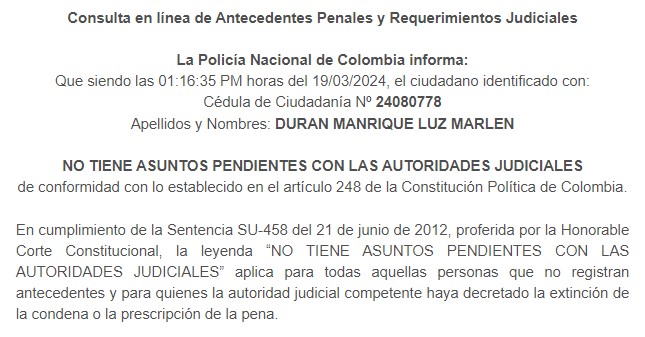 Consulta en línea de Antecedentes Penales y Requerimientos Judiciales
La Policía Nacional de Colombia informa:
Que siendo las 01:16:35 PM horas del 19/03/2024, el ciudadano identificado con:
Cédula de Ciudadanía Nº 24080778
Apellidos y Nombres: DURAN MANRIQUE LUZ MARLEN
NO TIENE ASUNTOS PENDIENTES CON LAS AUTORIDADES JUDICIALES
de conformidad con lo establecido en el artículo 248 de la Constitución Política de Colombia.
En cumplimiento de la Sentencia SU-458 del 21 de junio de 2012, proferida por la Honorable
Corte Constitucional, la leyenda “NO TIENE ASUNTOS PENDIENTES CON LAS
AUTORIDADES JUDICIALES” aplica para todas aquellas personas que no registran
antecedentes y para quienes la autoridad judicial competente haya decretado la extinción de
la condena o la prescripción de la pena.